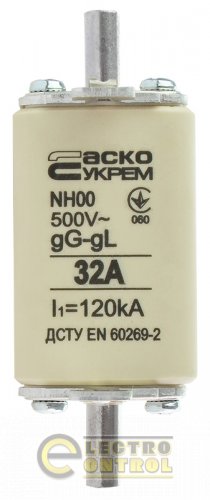 аско
укрем
NH00
500V~
060
gG-gL
32A
I₁=120kA
ДСТУ EN 60269-2
ELECTRO
CONTROL